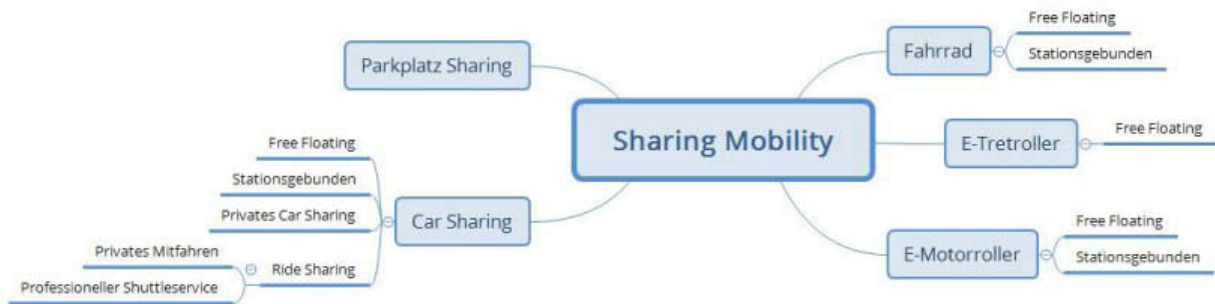 Sharing Mobility
Parkplatz Sharing
Car Sharing
Free Floating
Stationsgebunden
Privates Car Sharing
Ride Sharing
Privates Mitfahren
Professioneller Shuttleservice
Fahrrad
Free Floating
Stationsgebunden
E-Tretroller
Free Floating
E-Motorroller
Free Floating
Stationsgebunden